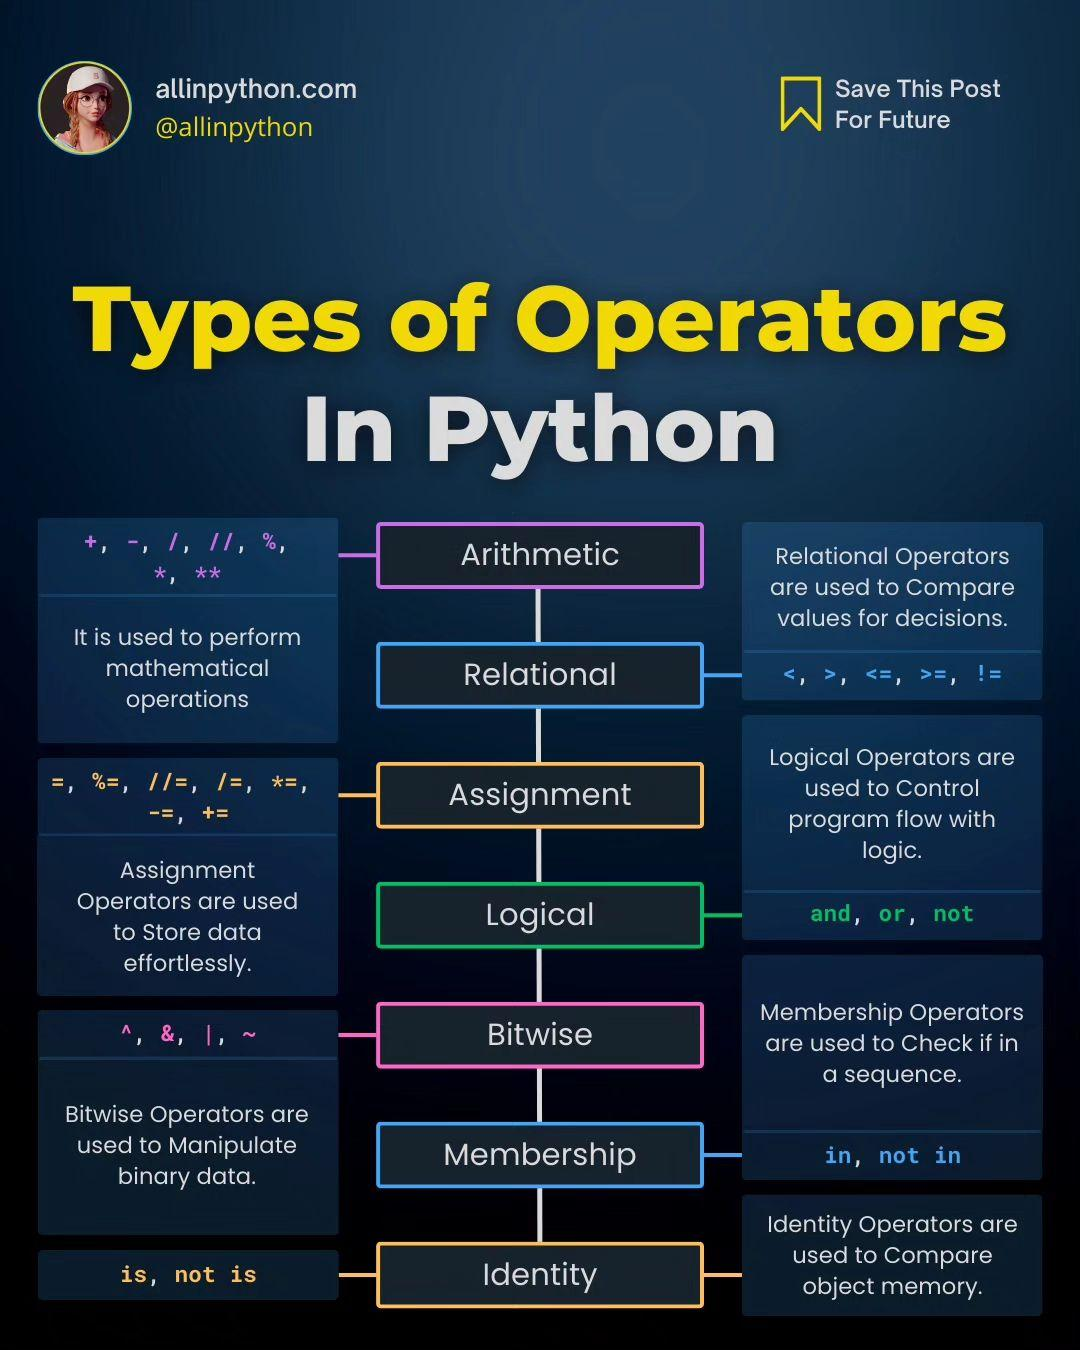 allinpython.com
@allinpython
Save This Post
For Future
Types of Operators
In Python
+, -, /, //, %,
*, **
It is used to perform
mathematical
operations
Arithmetic
Relational Operators
are used to Compare
values for decisions.
<, >, <=, >=, !=
Relational
=, %=, //=, /=, *=,
-=, +=
Assignment
Operators are used
to Store data
effortlessly.
Assignment
Logical Operators are
used to Control
program flow with
logic.
and, or, not
Logical
^, &, |, ~
Bitwise Operators are
used to Manipulate
binary data.
Bitwise
Membership Operators
are used to Check if in
a sequence.
in, not in
Membership
is, not is
Identity
Identity Operators are
used to Compare
object memory.